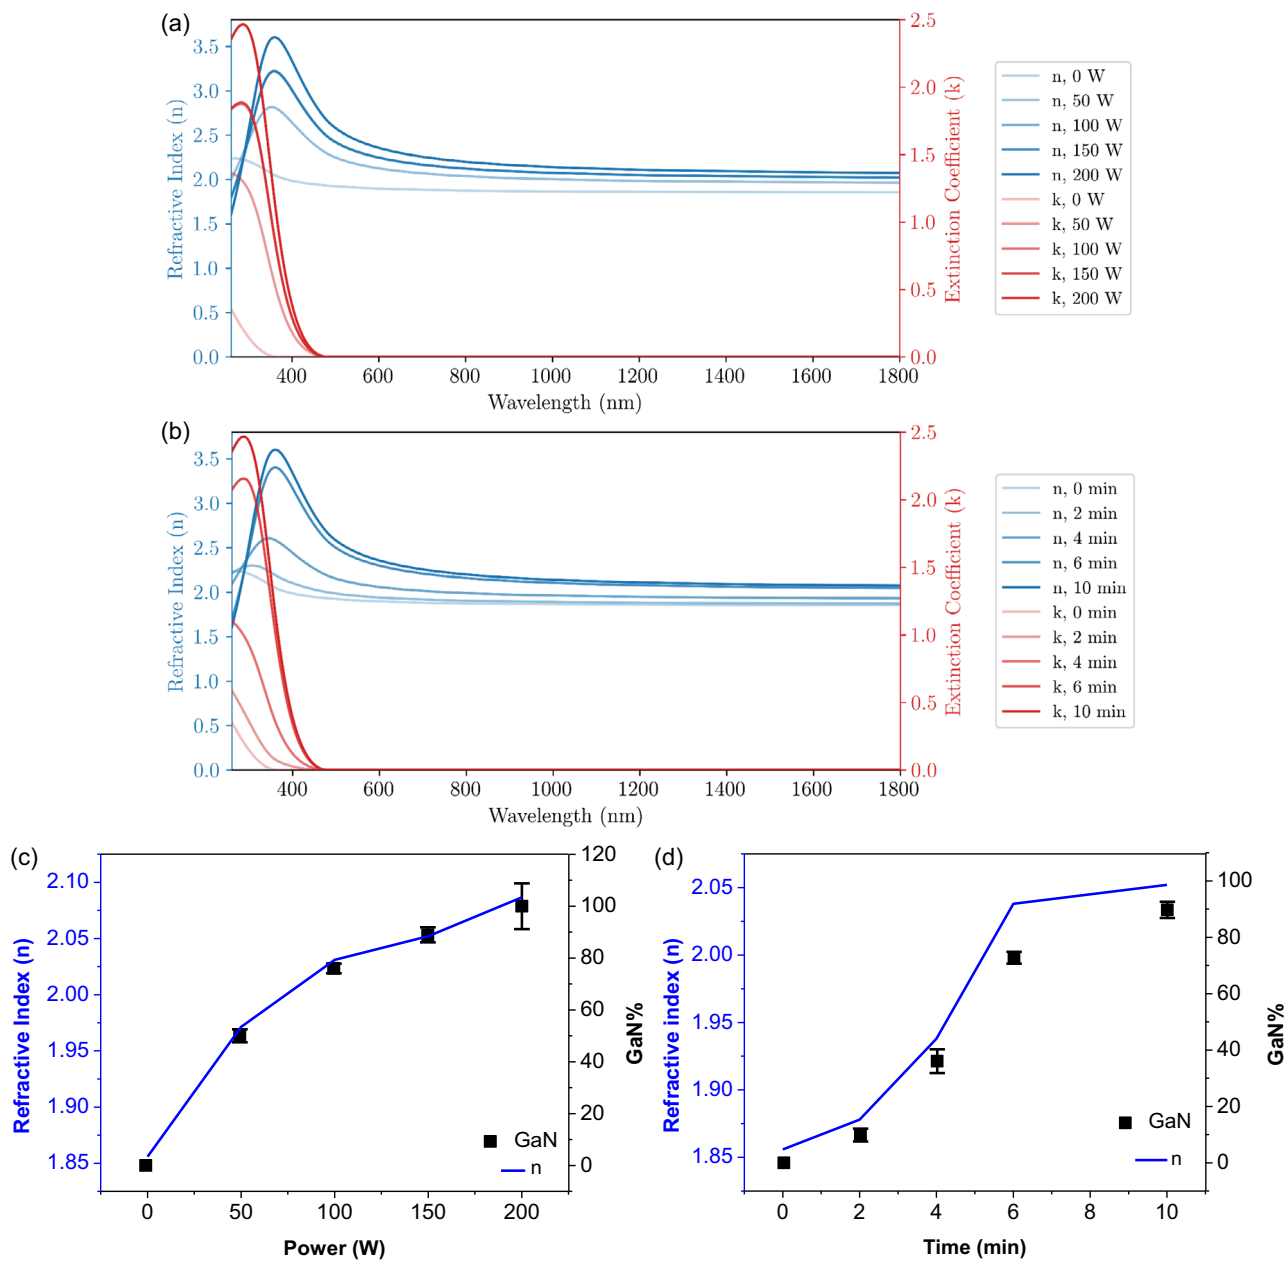 (a)
3.5
3.0
2.5
2.0
1.5
1.0
0.5
0.0
Refractive Index (n)
2.5
2.0
1.5
1.0
0.5
0.0
Extinction Coefficient (k)
400 600 800 1000 1200 1400 1600 1800
Wavelength (nm)
n, 0 W
n, 50 W
n, 100 W
n, 150 W
n, 200 W
k, 0 W
k, 50 W
k, 100 W
k, 150 W
k, 200 W
(b)
3.5
3.0
2.5
2.0
1.5
1.0
0.5
0.0
Refractive Index (n)
2.5
2.0
1.5
1.0
0.5
0.0
Extinction Coefficient (k)
400 600 800 1000 1200 1400 1600 1800
Wavelength (nm)
n, 0 min
n, 2 min
n, 4 min
n, 6 min
n, 10 min
k, 0 min
k, 2 min
k, 4 min
k, 6 min
k, 10 min
(c)
2.10
2.05
2.00
1.95
1.90
1.85
Refractive Index (n)
120
100
80
60
40
20
0
GaN%
GaN
n
0 50 100 150 200
Power (W)
(d)
2.05
2.00
1.95
1.90
1.85
Refractive index (n)
100
80
60
40
20
0
GaN%
GaN
n
0 2 4 6 8 10
Time (min)